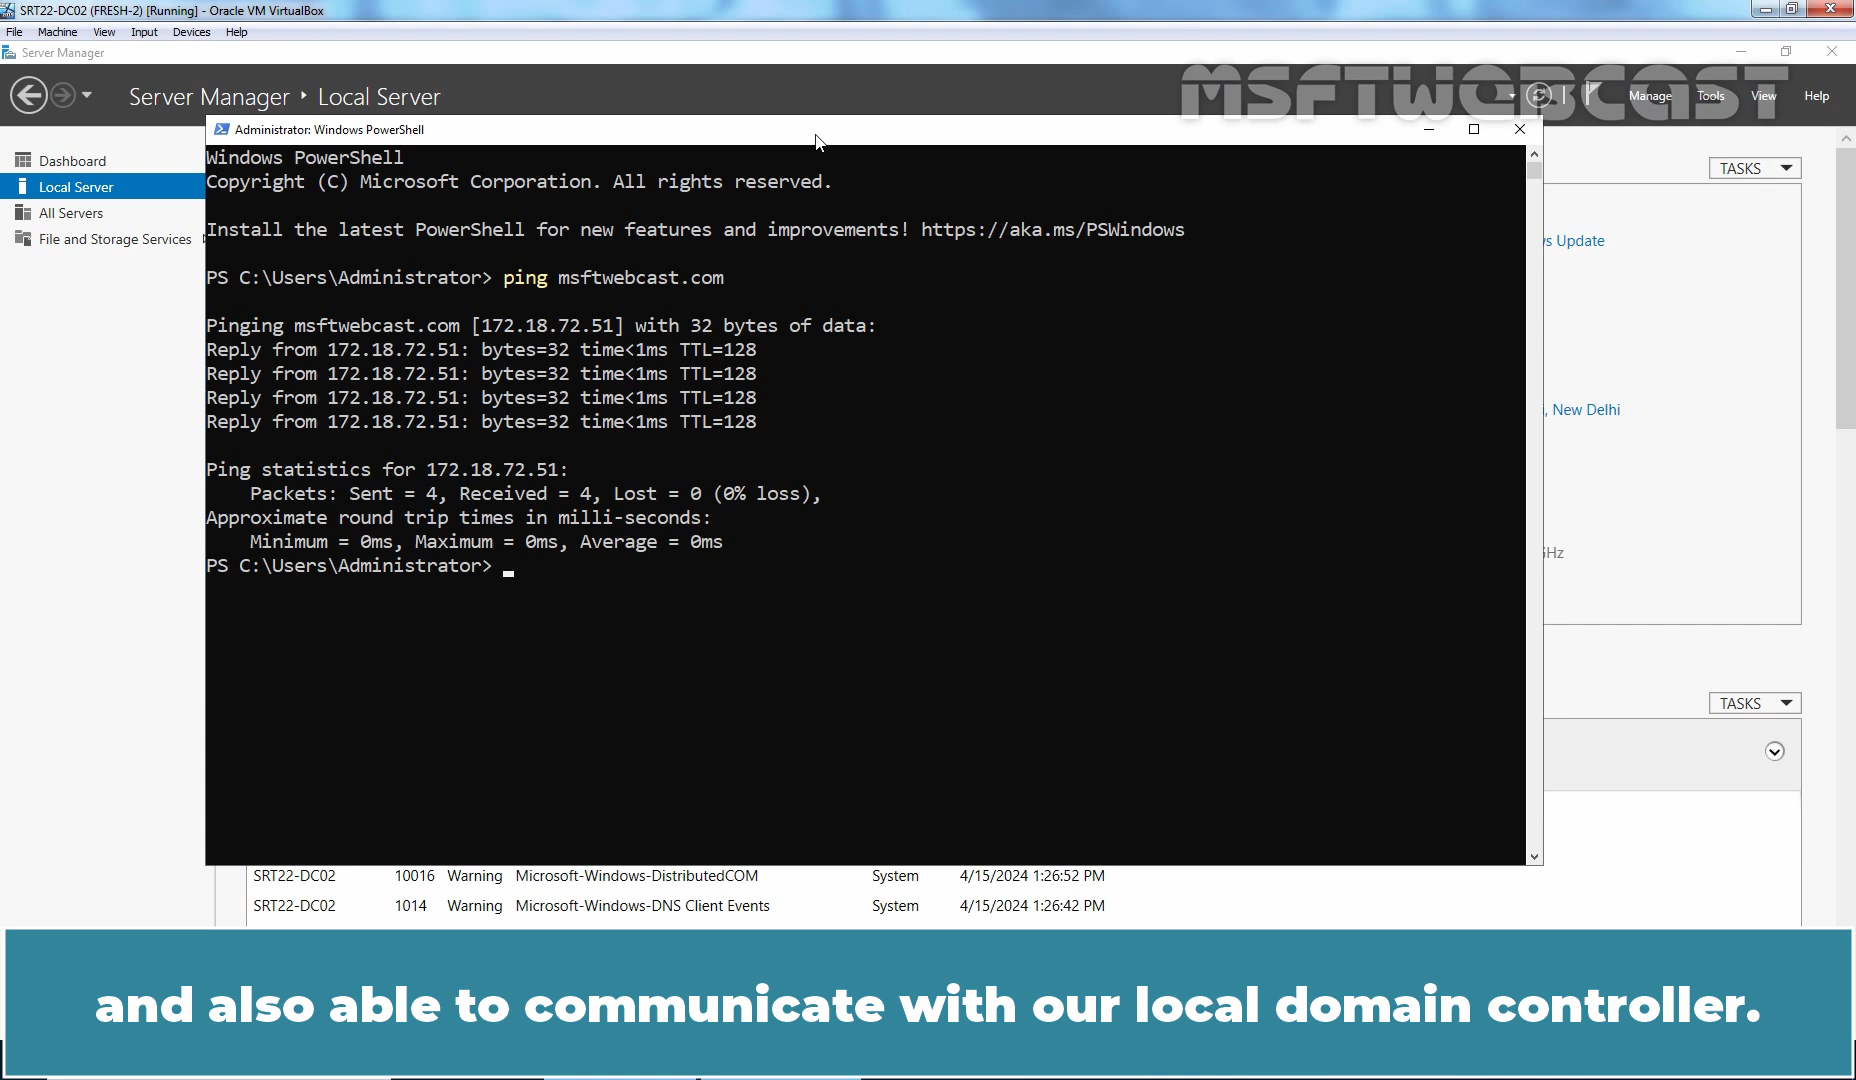 SRT22-DC02 (FRESH-2) [Running] - Oracle VM VirtualBox
File Machine View Input Devices Help
Server Manager
Server Manager ‣ Local Server
MSFTWEBCAST
Manage Tools View Help
Administrator: Windows PowerShell
Dashboard
Local Server
All Servers
File and Storage Services
TASKS
Windows PowerShell
Copyright (C) Microsoft Corporation. All rights reserved.
Install the latest PowerShell for new features and improvements! https://aka.ms/PSWindows
PS C:\Users\Administrator> ping msftwebcast.com
Pinging msftwebcast.com [172.18.72.51] with 32 bytes of data:
Reply from 172.18.72.51: bytes=32 time<1ms TTL=128
Reply from 172.18.72.51: bytes=32 time<1ms TTL=128
Reply from 172.18.72.51: bytes=32 time<1ms TTL=128
Reply from 172.18.72.51: bytes=32 time<1ms TTL=128
Ping statistics for 172.18.72.51:
Packets: Sent = 4, Received = 4, Lost = 0 (0% loss),
Approximate round trip times in milli-seconds:
Minimum = 0ms, Maximum = 0ms, Average = 0ms
PS C:\Users\Administrator>
s Update
, New Delhi
Hz
TASKS
SRT22-DC02 10016 Warning Microsoft-Windows-DistributedCOM System 4/15/2024 1:26:52 PM
SRT22-DC02 1014 Warning Microsoft-Windows-DNS Client Events System 4/15/2024 1:26:42 PM
and also able to communicate with our local domain controller.